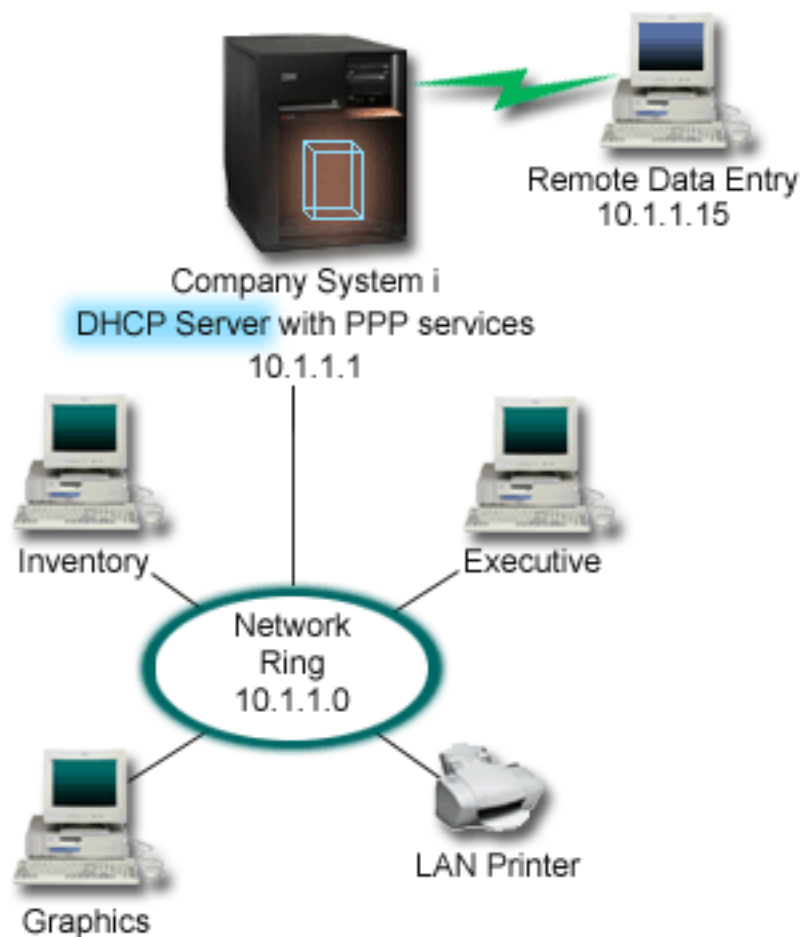 Remote Data Entry
10.1.1.15
Company System i
DHCP Server with PPP services
10.1.1.1
Inventory
Executive
Network
Ring
10.1.1.0
LAN Printer
Graphics